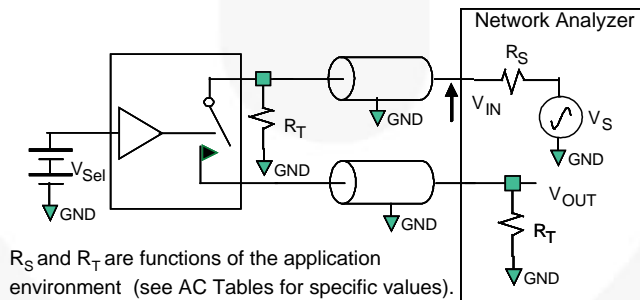 Network Analyzer
R_S
V_IN
V_S
GND
GND
R_T
GND
V_Sel
GND
V_OUT
GND
R_T
GND
R_S and R_T are functions of the application
environment (see AC Tables for specific values).